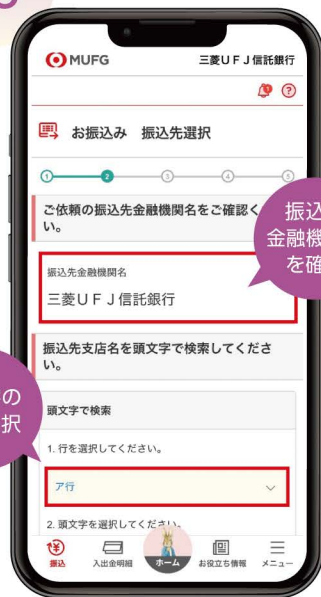 MUFG
三菱UFJ信託銀行
お振込み 振込先選択
1
2
3
4
5
ご依頼の振込先金融機関名をご確認く
い。
振込
金融機
を確
振込先金融機関名
三菱UFJ信託銀行
振込先支店名を頭文字で検索してくださ
い。
の
択
頭文字で検索
1. 行を選択してください。
ア行
2. 頭文字を選択してください。
振込
入出金明細
ホーム
お役立ち情報
メニュー